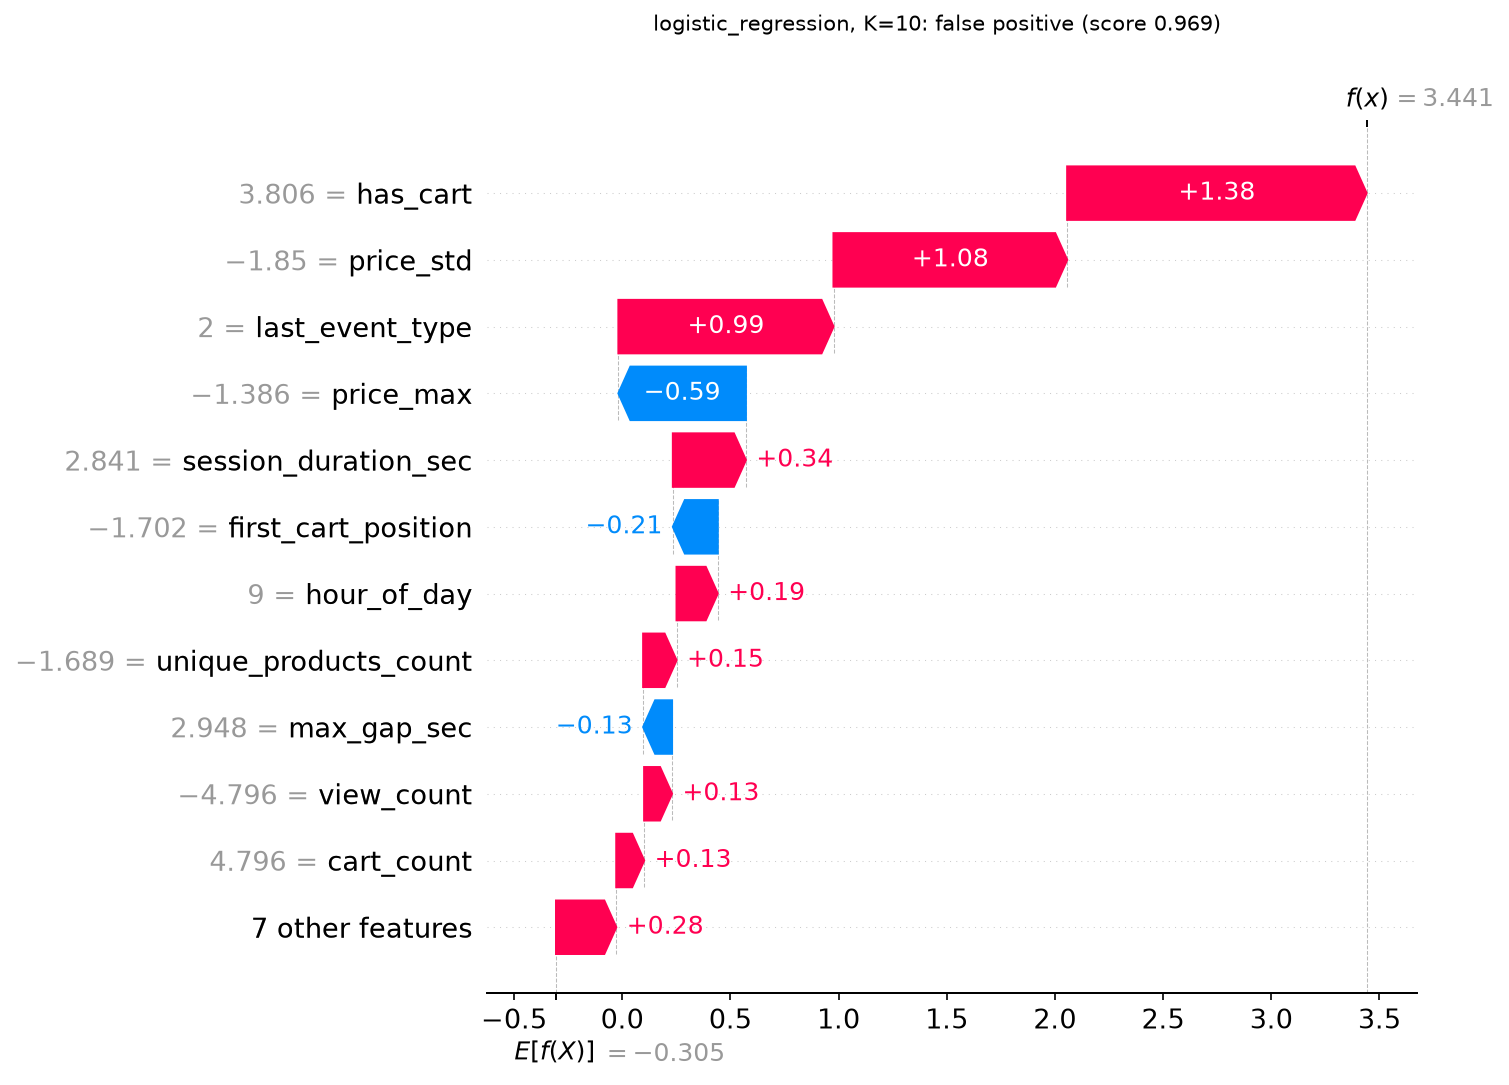 logistic_regression, K=10: false positive (score 0.969)
f(x) = 3.441
3.806 = has_cart +1.38
−1.85 = price_std +1.08
2 = last_event_type +0.99
−1.386 = price_max −0.59
2.841 = session_duration_sec +0.34
−1.702 = first_cart_position −0.21
9 = hour_of_day +0.19
−1.689 = unique_products_count +0.15
2.948 = max_gap_sec −0.13
−4.796 = view_count +0.13
4.796 = cart_count +0.13
7 other features +0.28
−0.5 0.0 0.5 1.0 1.5 2.0 2.5 3.0 3.5
E[f(X)] = −0.305